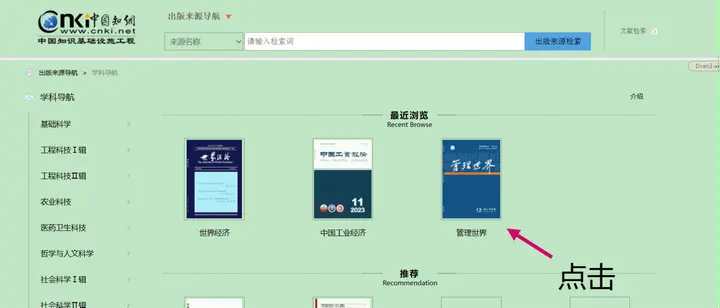 Cnki中国知网
www.cnki.net
中国知识基础设施工程
出版来源导航
来源名称
请输入检索词
出版来源检索
文献检索
Downlo
出版来源导航 > 学科导航
学科导航
介绍
基础科学
工程科技Ⅰ辑
工程科技Ⅱ辑
农业科技
医药卫生科技
哲学与人文科学
社会科学Ⅰ辑
社会科学Ⅱ辑
最近浏览
Recent Browse
世界经济
中国工业经济
11
2023
管理世界
12
世界经济
中国工业经济
管理世界
点击
推荐
Recommendation